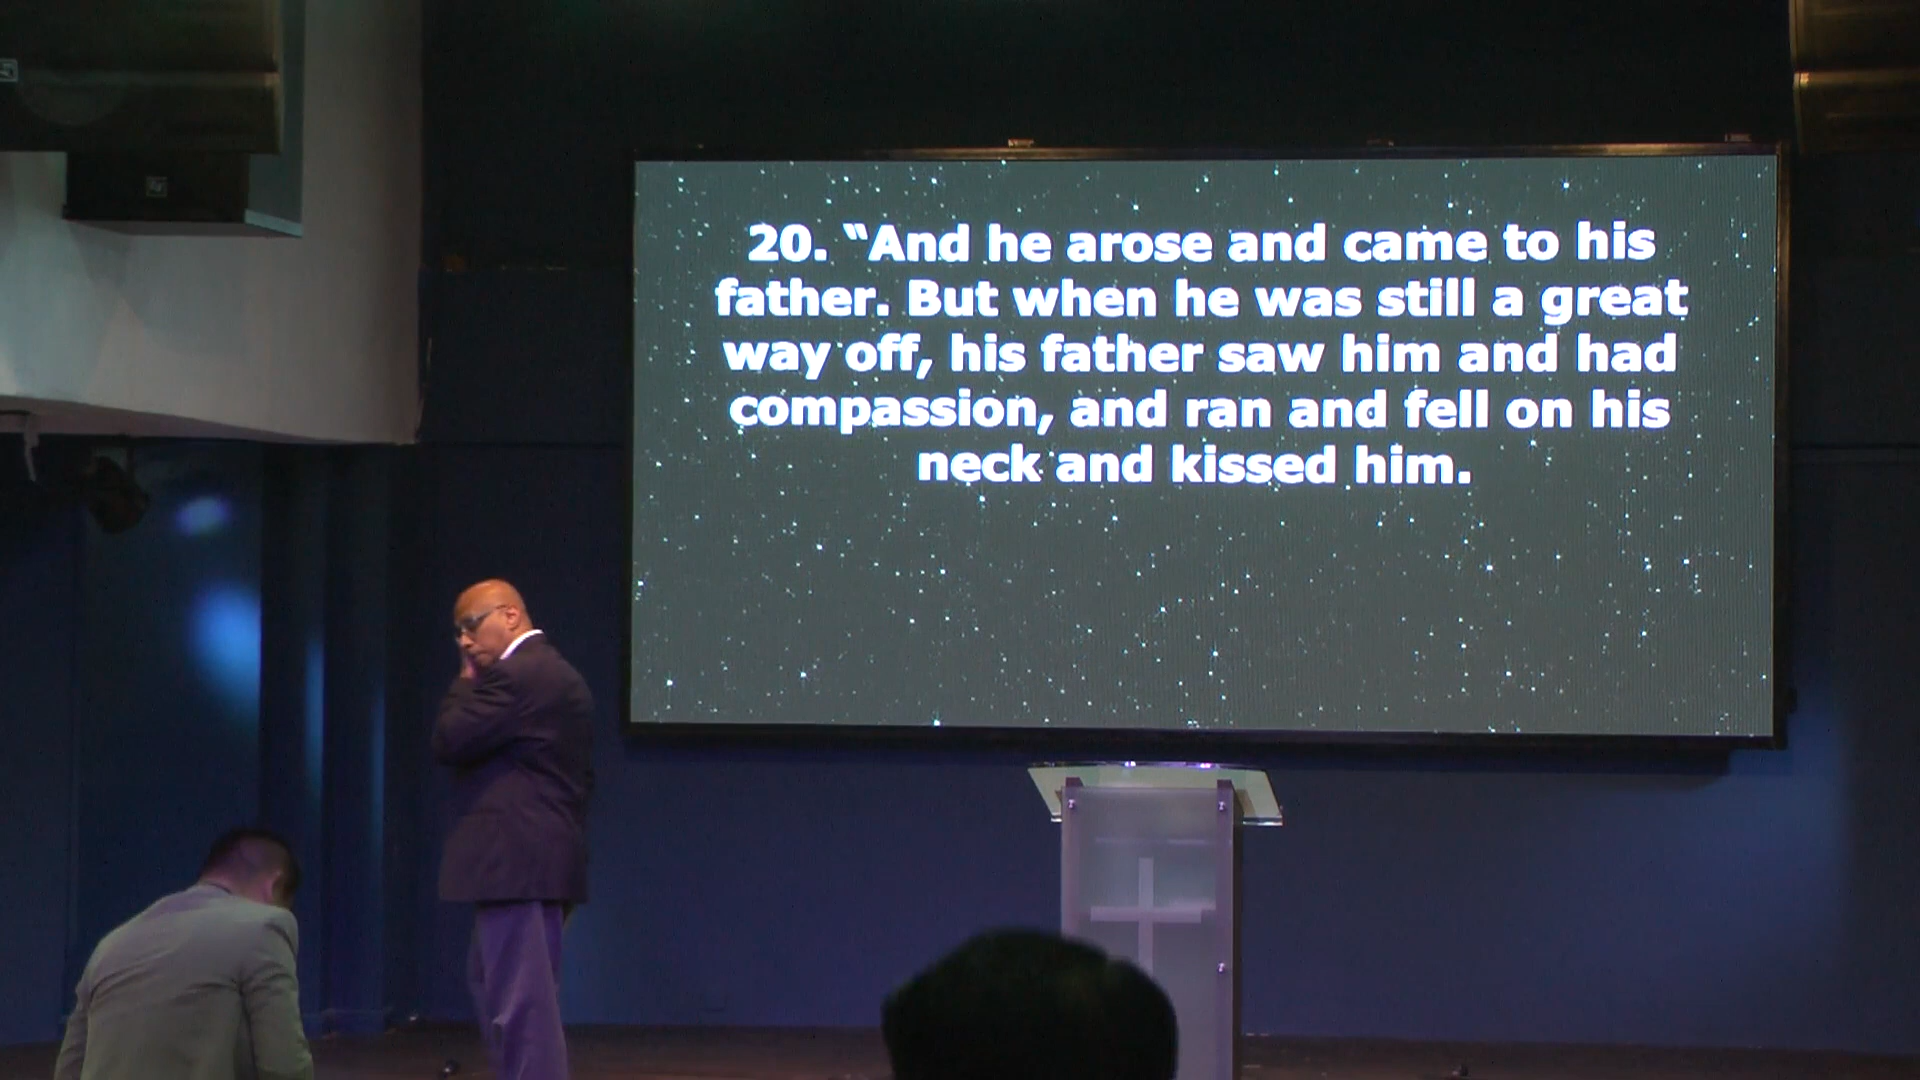 20. “And he arose and came to his
father. But when he was still a great
way off, his father saw him and had
compassion, and ran and fell on his
neck and kissed him.